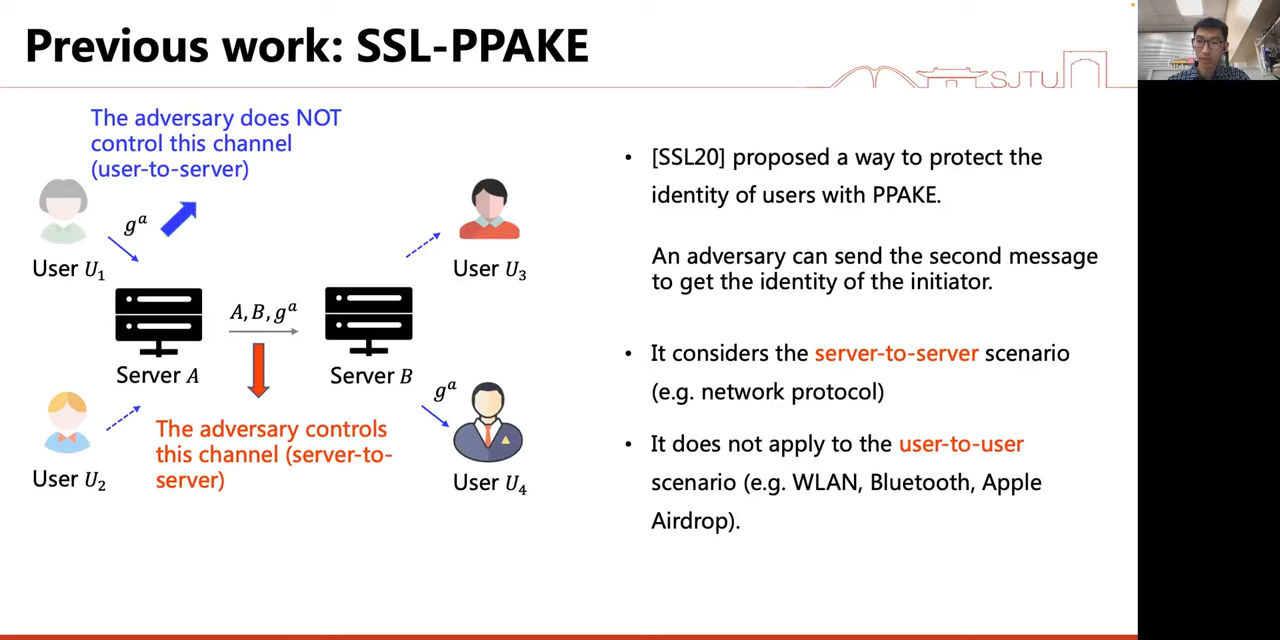 Previous work: SSL-PPAKE
SJTU
The adversary does NOT
control this channel
(user-to-server)
gᵃ
User U₁
User U₃
A, B, gᵃ
Server A
Server B
gᵃ
The adversary controls
this channel (server-to-
server)
User U₂
User U₄
• [SSL20] proposed a way to protect the
identity of users with PPAKE.
An adversary can send the second message
to get the identity of the initiator.
• It considers the server-to-server scenario
(e.g. network protocol)
• It does not apply to the user-to-user
scenario (e.g. WLAN, Bluetooth, Apple
Airdrop).